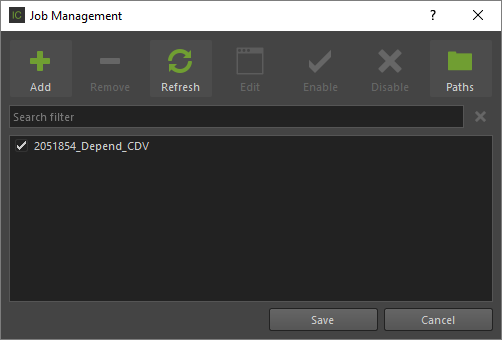 IC Job Management
Add Remove Refresh Edit Enable Disable Paths
Search filter
2051854_Depend_CDV
Save Cancel